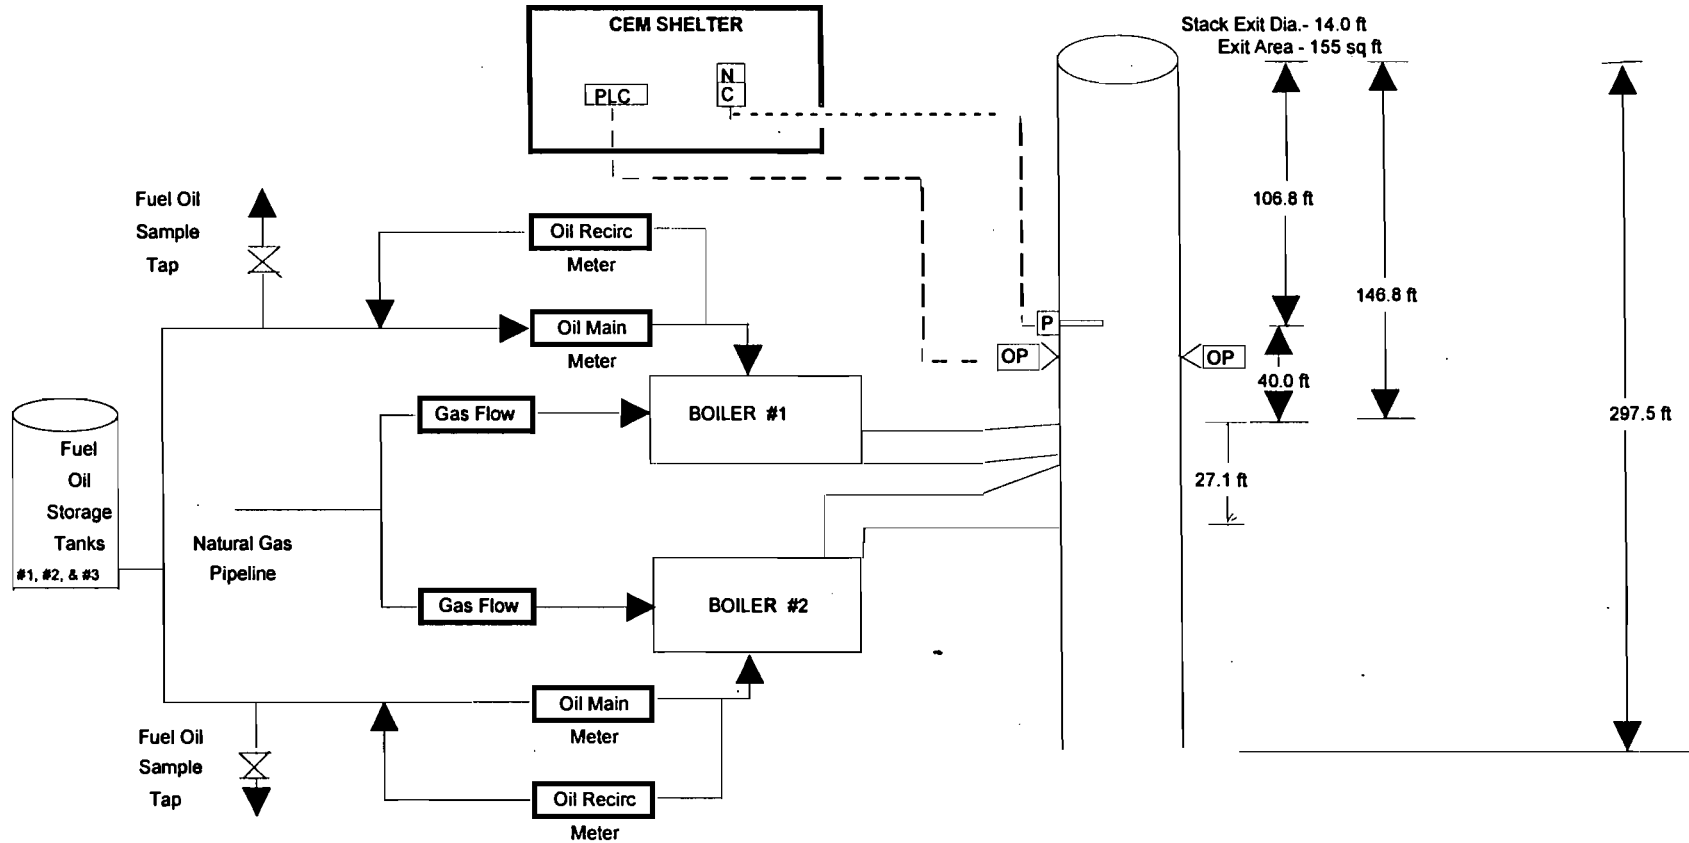 CEM SHELTER
N
C
PLC
Stack Exit Dia.- 14.0 ft
Exit Area - 155 sq ft
106.8 ft
146.8 ft
297.5 ft
40.0 ft
27.1 ft
Fuel Oil
Sample
Tap
Oil Recirc
Meter
Oil Main
Meter
P
OP
OP
Gas Flow
BOILER #1
Fuel
Oil
Storage
Tanks
#1, #2, & #3
Natural Gas
Pipeline
Gas Flow
BOILER #2
Oil Main
Meter
Fuel Oil
Sample
Tap
Oil Recirc
Meter